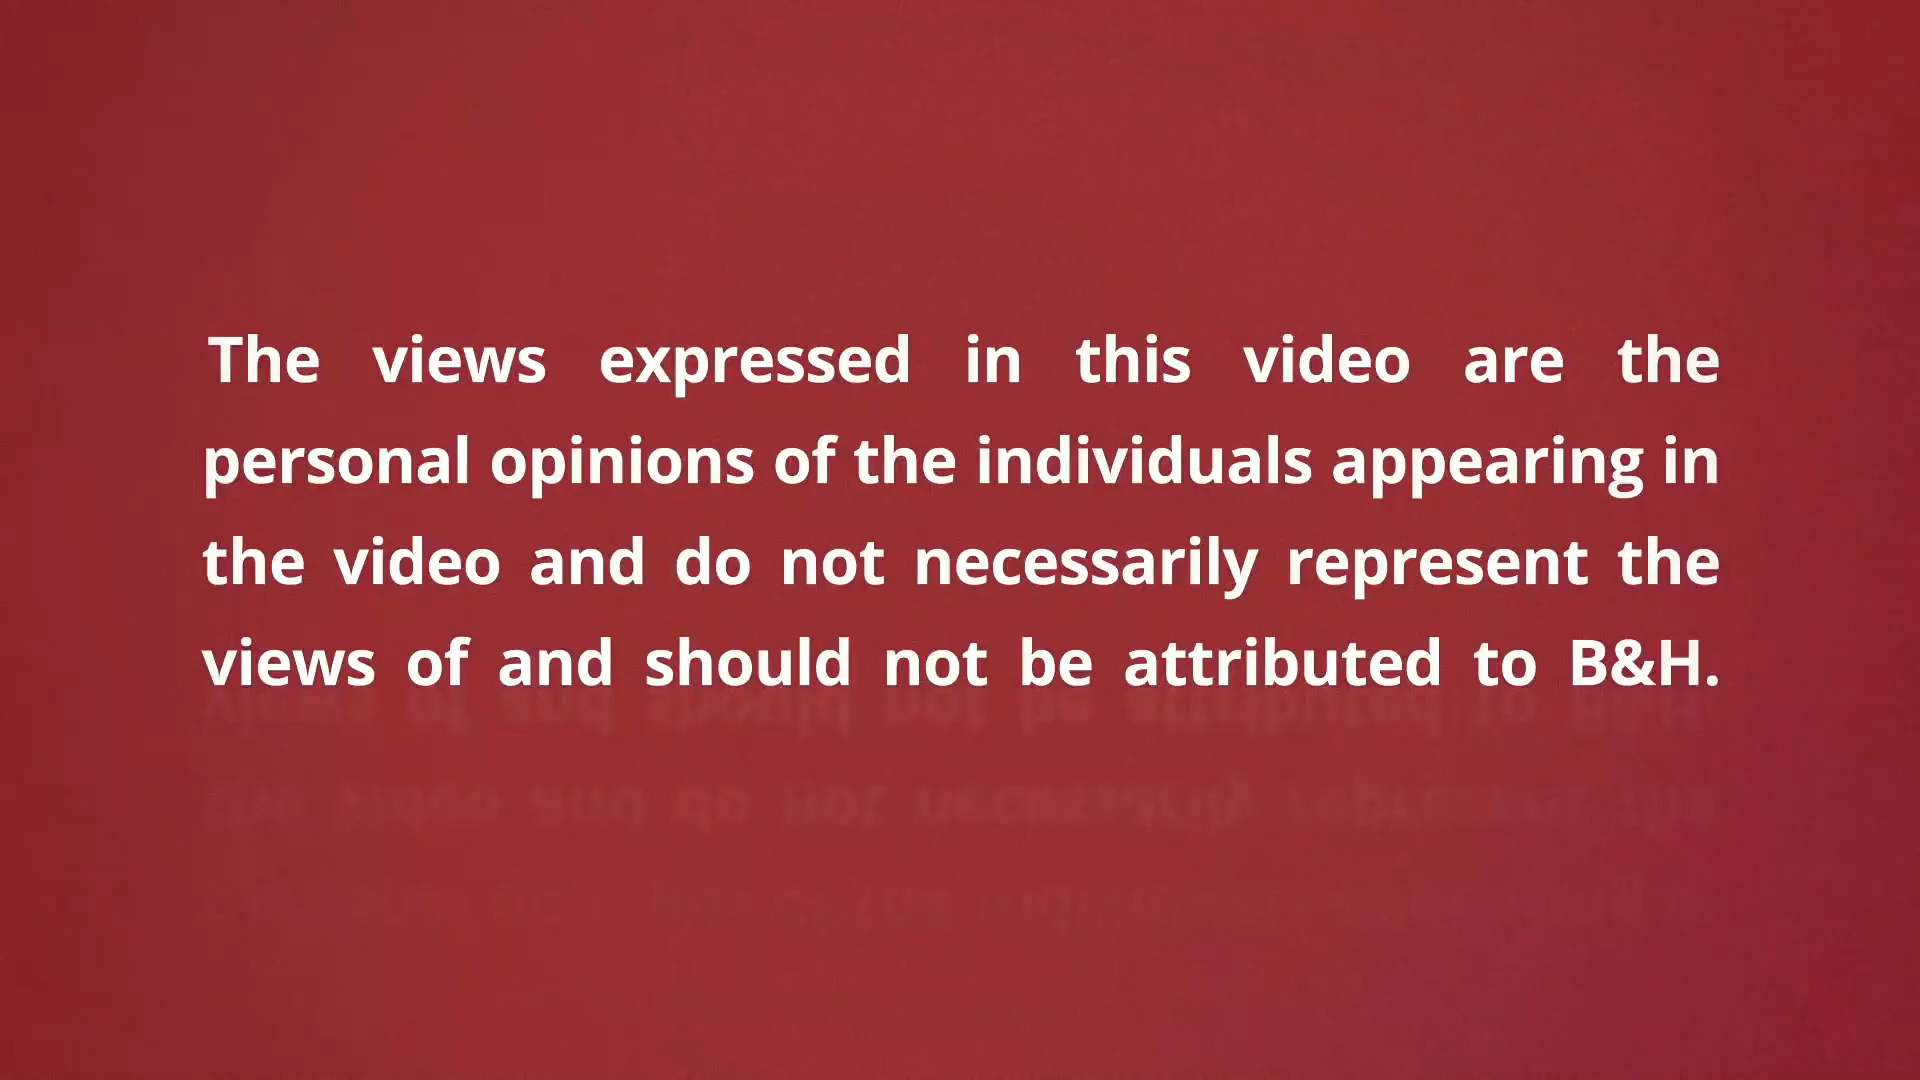 The views expressed in this video are the
personal opinions of the individuals appearing in
the video and do not necessarily represent the
views of and should not be attributed to B&H.